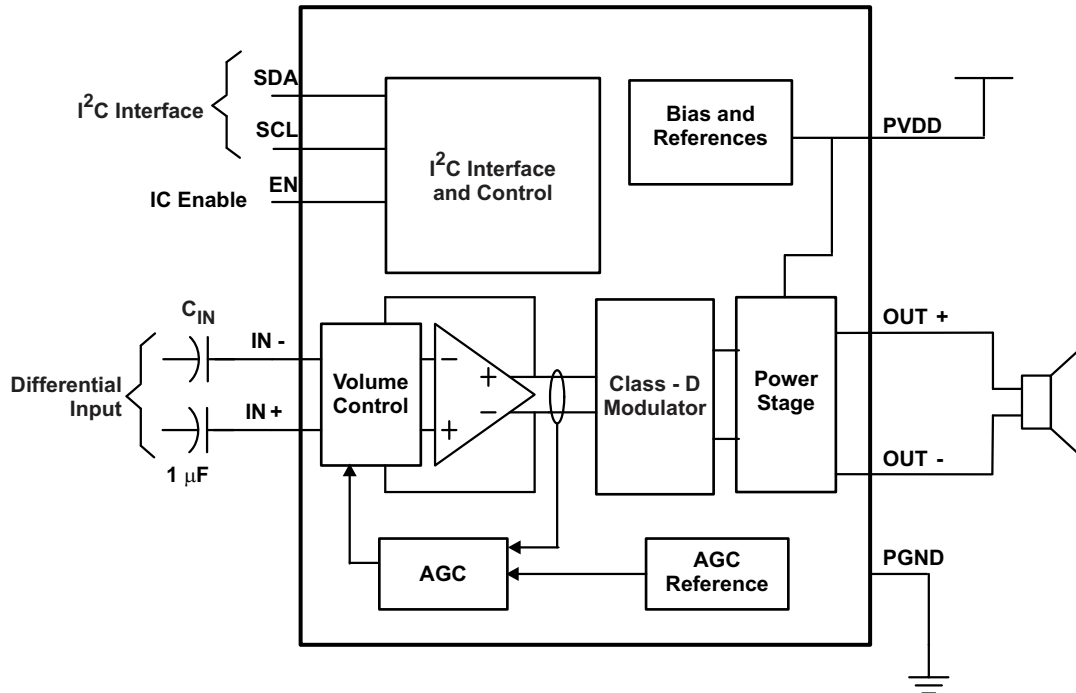 SDA
I²C Interface
SCL
EN
IC Enable
I²C Interface
and Control
Bias and
References
PVDD
C_IN
IN -
Differential
Input
IN +
1 μF
Volume
Control
−
+
+
−
Class - D
Modulator
Power
Stage
OUT +
OUT -
AGC
AGC
Reference
PGND